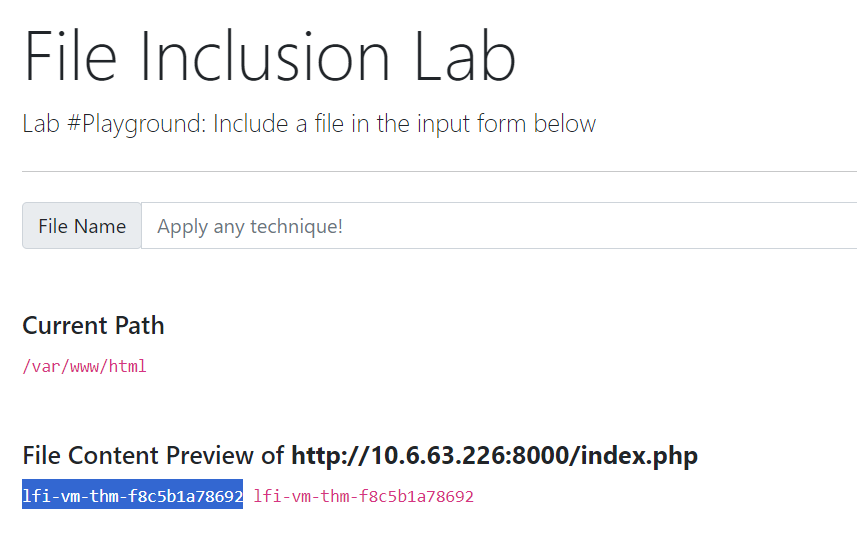 File Inclusion Lab
Lab #Playground: Include a file in the input form below
File Name Apply any technique!
Current Path
/var/www/html
File Content Preview of http://10.6.63.226:8000/index.php
lfi-vm-thm-f8c5b1a78692 lfi-vm-thm-f8c5b1a78692